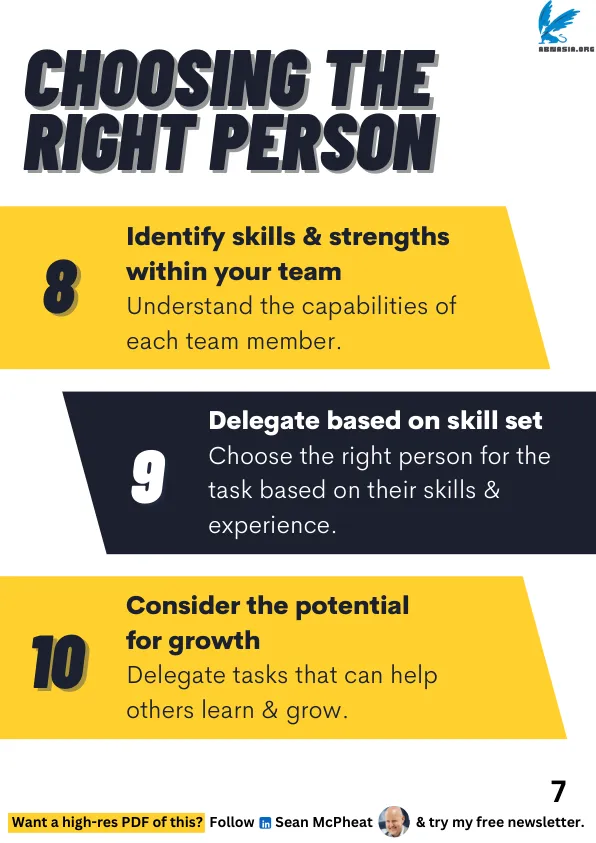 ABMASIA.ORG
CHOOSING THE
RIGHT PERSON
8
Identify skills & strengths
within your team
Understand the capabilities of
each team member.
9
Delegate based on skill set
Choose the right person for the
task based on their skills &
experience.
10
Consider the potential
for growth
Delegate tasks that can help
others learn & grow.
7
Want a high-res PDF of this? Follow in Sean McPheat & try my free newsletter.